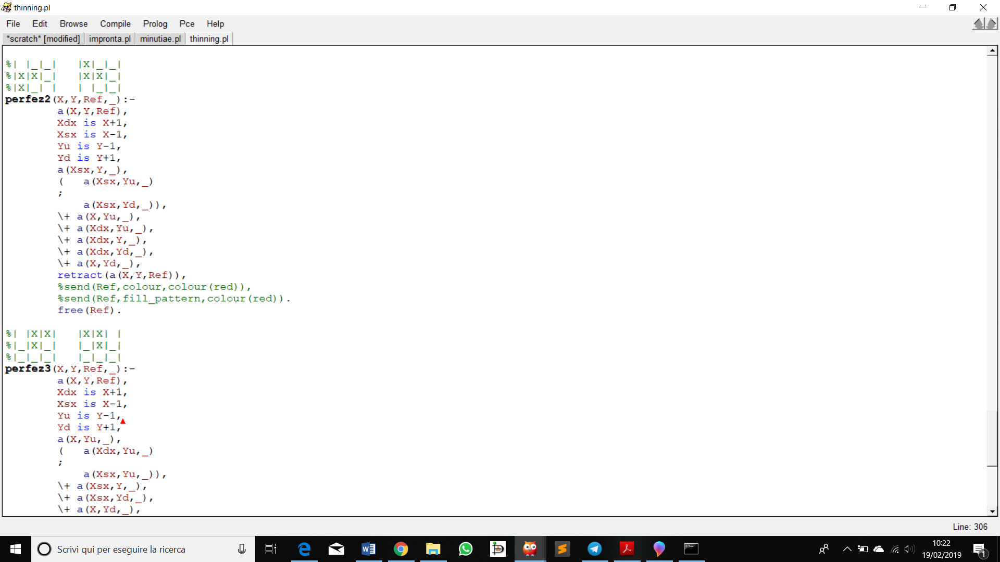 thinning.pl
File Edit Browse Compile Prolog Pce Help
*scratch* [modified] impronta.pl minutiae.pl thinning.pl
%| |_|_|    |X|_|_|
%|X|X|_|    |X|X|_|
%|X|_| |    | |_|_|
perfez2(X,Y,Ref,_):-
        a(X,Y,Ref),
        Xdx is X+1,
        Xsx is X-1,
        Yu is Y-1,
        Yd is Y+1,
        a(Xsx,Y,_),
        (   a(Xsx,Yu,_)
        ;
            a(Xsx,Yd,_)),
        \+ a(X,Yu,_),
        \+ a(Xdx,Yu,_),
        \+ a(Xdx,Y,_),
        \+ a(Xdx,Yd,_),
        \+ a(X,Yd,_),
        retract(a(X,Y,Ref)),
        %send(Ref,colour,colour(red)),
        %send(Ref,fill_pattern,colour(red)).
        free(Ref).
%| |X|X|    |X|X| |
%|_|X|_|    |_|X|_|
%|_|_|_|    |_|_|_|
perfez3(X,Y,Ref,_):-
        a(X,Y,Ref),
        Xdx is X+1,
        Xsx is X-1,
        Yu is Y-1,
        Yd is Y+1,
        a(X,Yu,_),
        (   a(Xdx,Yu,_)
        ;
            a(Xsx,Yu,_)),
        \+ a(Xsx,Y,_),
        \+ a(Xsx,Yd,_),
        \+ a(X,Yd,_),
Line: 306
Scrivi qui per eseguire la ricerca
10:22
19/02/2019
1